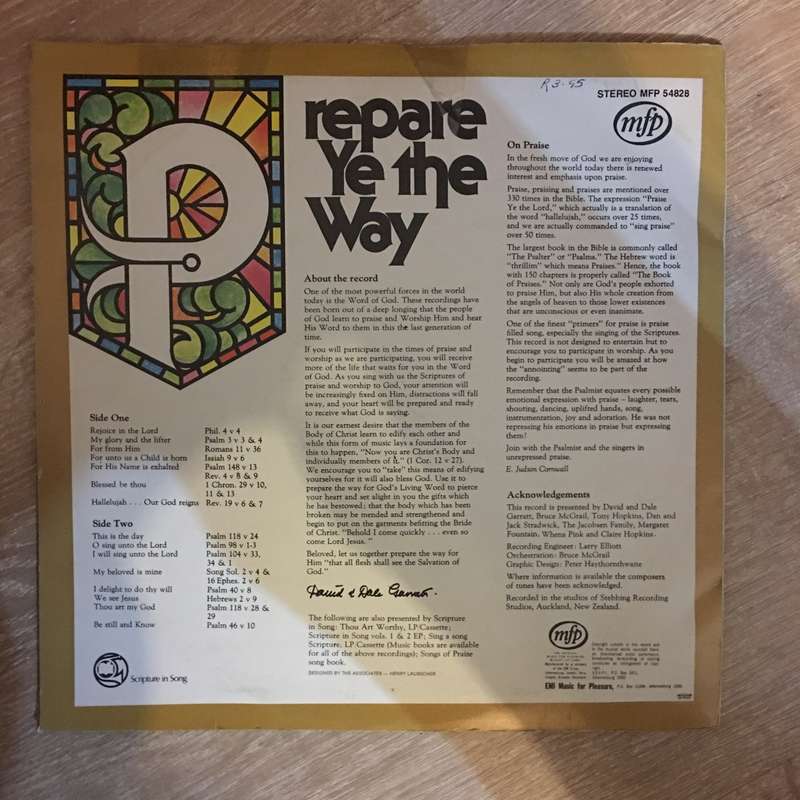 R3-95
STEREO MFP 54828
mfp
P
repare
Ye the
Way
Side One
Rejoice in the Lord Phil. 4 v 4
My glory and the lifter Psalm 3 v 3 & 4
For from Him Romans 11 v 36
For unto us a Child is born Isaiah 9 v 6
For His Name is exhalted Psalm 148 v 13
Rev. 4 v 8 & 9
Blessed be thou 1 Chron. 29 v 10,
11 & 13
Hallelujah . . . Our God reigns Rev. 19 v 6 & 7
Side Two
This is the day Psalm 118 v 24
O sing unto the Lord Psalm 98 v 1-3
I will sing unto the Lord Psalm 104 v 33,
34 & 1
My beloved is mine Song Sol. 2 v 4 &
16 Ephes. 2 v 6
I delight to do thy will Psalm 40 v 8
We see Jesus Hebrews 2 v 9
Thou art my God Psalm 118 v 28 &
29
Be still and Know Psalm 46 v 10
Scripture in Song
About the record
One of the most powerful forces in the world
today is the Word of God. These recordings have
been born out of a deep longing that the people
of God learn to praise and Worship Him and hear
His Word to them in this the last generation of
time.
If you will participate in the times of praise and
worship as we are participating, you will receive
more of the life that waits for you in the Word
of God. As you sing with us the Scriptures of
praise and worship to God, your attention will
be increasingly fixed on Him, distractions will fall
away, and your heart will be prepared and ready
to receive what God is saying.
It is our earnest desire that the members of the
Body of Christ learn to edify each other and
while this form of music lays a foundation for
this to happen, "Now you are Christ's Body and
individually members of it." (1 Cor. 12 v 27).
We encourage you to "take" this means of edifying
yourselves for it will also bless God. Use it to
prepare the way for God's Living Word to pierce
your heart and set alight in you the gifts which
he has bestowed; that the body which has been
broken may be mended and strengthened and
begin to put on the garments befitting the Bride
of Christ. "Behold I come quickly . . . even so
come Lord Jesus. "
Beloved, let us together prepare the way for
Him "that all flesh shall see the Salvation of
God."
David & Dale Garratt.
The following are also presented by Scripture
in Song: Thou Art Worthy, LP/Cassette;
Scripture in Song vols. 1 & 2 EP; Sing a song
Scripture, LP/Cassette (Music books are available
for all of the above recordings); Songs of Praise
song book.
DESIGNED BY THE ASSOCIATES — HENRY LAUBSCHER
On Praise
In the fresh move of God we are enjoying
throughout the world today there is renewed
interest and emphasis upon praise.
Praise, praising and praises are mentioned over
330 times in the Bible. The expression "Praise
Ye the Lord," which actually is a translation of
the word "hallelujah," occurs over 25 times,
and we are actually commanded to "sing praise"
over 50 times.
The largest book in the Bible is commonly called
"The Psalter" or "Psalms." The Hebrew word is
"thrillim" which means Praises." Hence, the book
with 150 chapters is properly called "The Book
of Praises." Not only are God's people exhorted
to praise Him, but also His whole creation from
the angels of heaven to those lower existences
that are unconscious or even inanimate.
One of the finest "primers" for praise is praise
filled song, especially the singing of the Scriptures.
This record is not designed to entertain but to
encourage you to participate in worship. As you
begin to participate you will be amazed at how
the "annointing" seems to be part of the
recording.
Remember that the Psalmist equates every possible
emotional expression with praise – laughter, tears,
shouting, dancing, uplifted hands, song,
instrumentation, joy and adoration. He was not
repressing his emotions in praise but expressing
them!
Join with the Psalmist and the singers in
unrepressed praise.
E. Judson Cornwall
Acknowledgements
This record is presented by David and Dale
Garratt, Bruce McGrail, Tony Hopkins, Dan and
Jack Stradwick, The Jacobsen Family, Margaret
Fountain. Whena Pink and Claire Hopkins.
Recording Engineer: Larry Elliott
Orchestration: Bruce McGrail
Graphic Design: Peter Haythornthwaite
Where information is available the composers
of tunes have been acknowledged.
Recorded in the studios of Stebbing Recording
Studios, Auckland, New Zealand.
mfp
EMI Music for Pleasure,